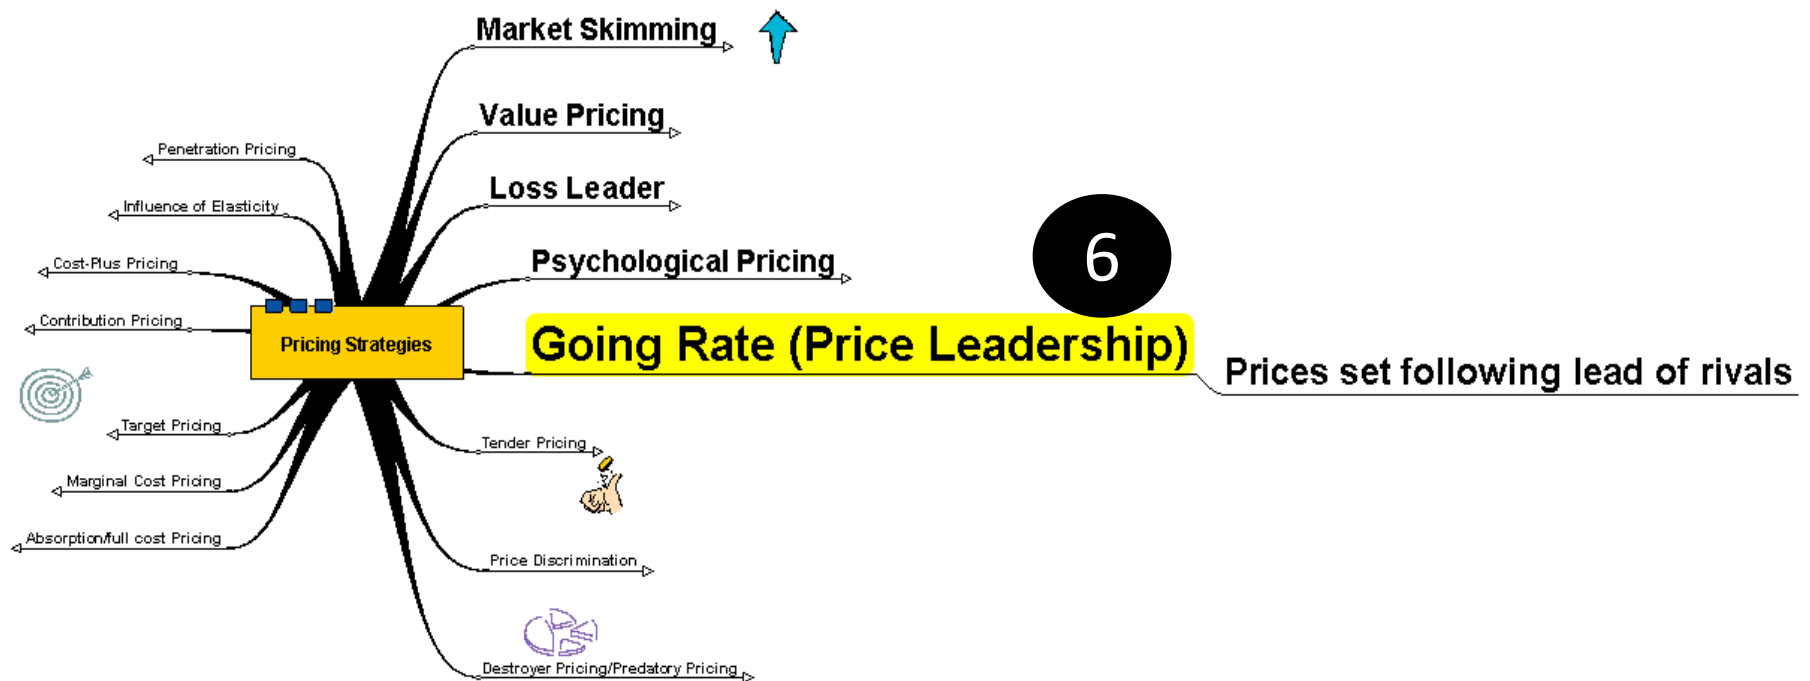 Market Skimming
Value Pricing
Penetration Pricing
Loss Leader
Influence of Elasticity
Psychological Pricing
6
Cost-Plus Pricing
Contribution Pricing
Pricing Strategies
Going Rate (Price Leadership)
Prices set following lead of rivals
Target Pricing
Tender Pricing
Marginal Cost Pricing
Absorption/full cost Pricing
Price Discrimination
Destroyer Pricing/Predatory Pricing